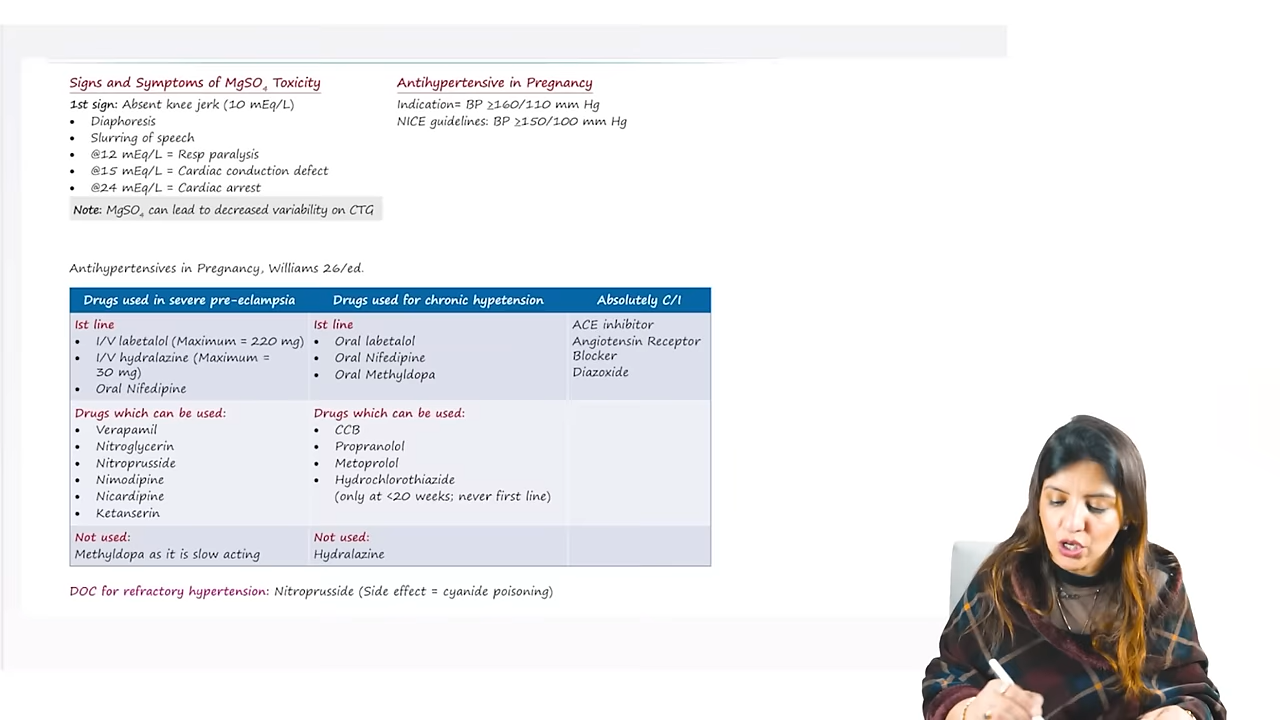 Signs and Symptoms of MgSO₄ Toxicity
1st sign: Absent knee jerk (10 mEq/L)
• Diaphoresis
• Slurring of speech
• @12 mEq/L = Resp paralysis
• @15 mEq/L = Cardiac conduction defect
• @24 mEq/L = Cardiac arrest
Note: MgSO₄ can lead to decreased variability on CTG
Antihypertensive in Pregnancy
Indication= BP ≥160/110 mm Hg
NICE guidelines: BP ≥150/100 mm Hg
Antihypertensives in Pregnancy, Williams 26/ed.
Drugs used in severe pre-eclampsia
Drugs used for chronic hypetension
Absolutely C/I
Ist line
• I/V labetalol (Maximum = 220 mg)
• I/V hydralazine (Maximum =
30 mg)
• Oral Nifedipine
Ist line
• Oral labetalol
• Oral Nifedipine
• Oral Methyldopa
ACE inhibitor
Angiotensin Receptor
Blocker
Diazoxide
Drugs which can be used:
• Verapamil
• Nitroglycerin
• Nitroprusside
• Nimodipine
• Nicardipine
• Ketanserin
Drugs which can be used:
• CCB
• Propranolol
• Metoprolol
• Hydrochlorothiazide
(only at <20 weeks; never first line)
Not used:
Methyldopa as it is slow acting
Not used:
Hydralazine
DOC for refractory hypertension: Nitroprusside (Side effect = cyanide poisoning)